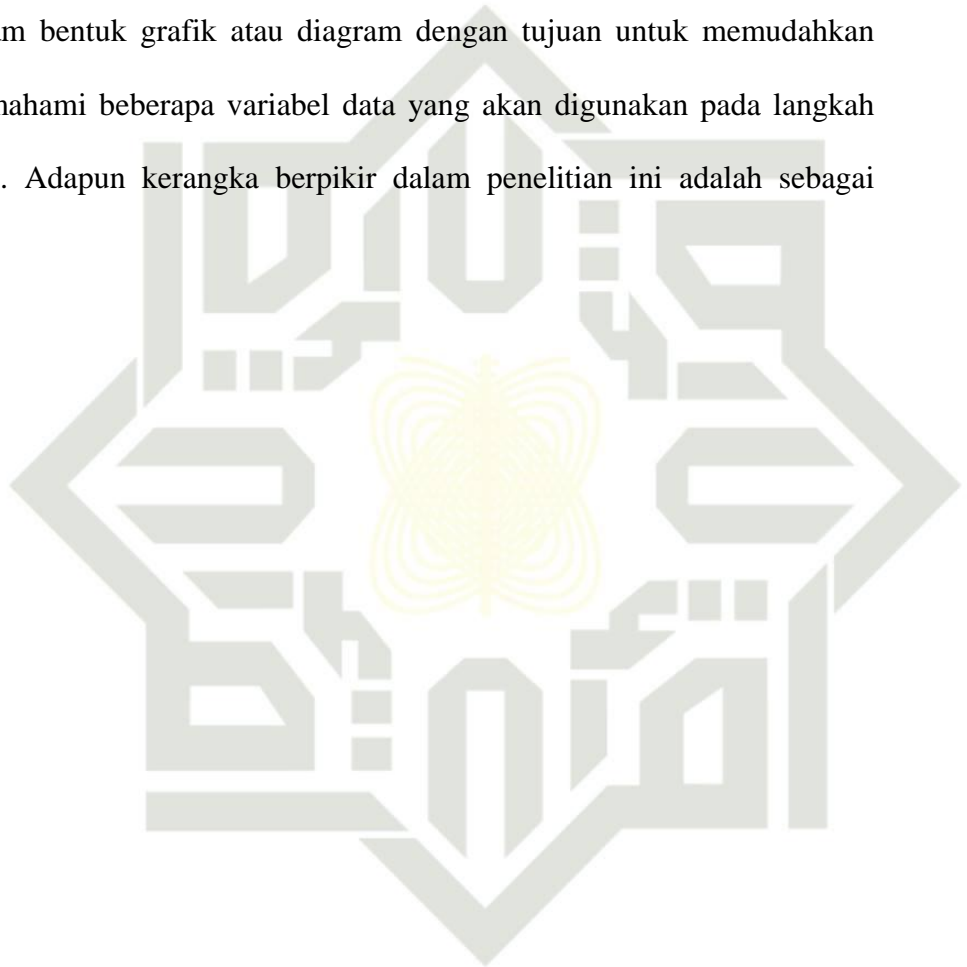 bentuk grafik atau diagram dengan tujuan untuk memudahkan
beberapa variabel data yang akan digunakan pada langkah
. Adapun kerangka berpikir dalam penelitian ini adalah sebagai